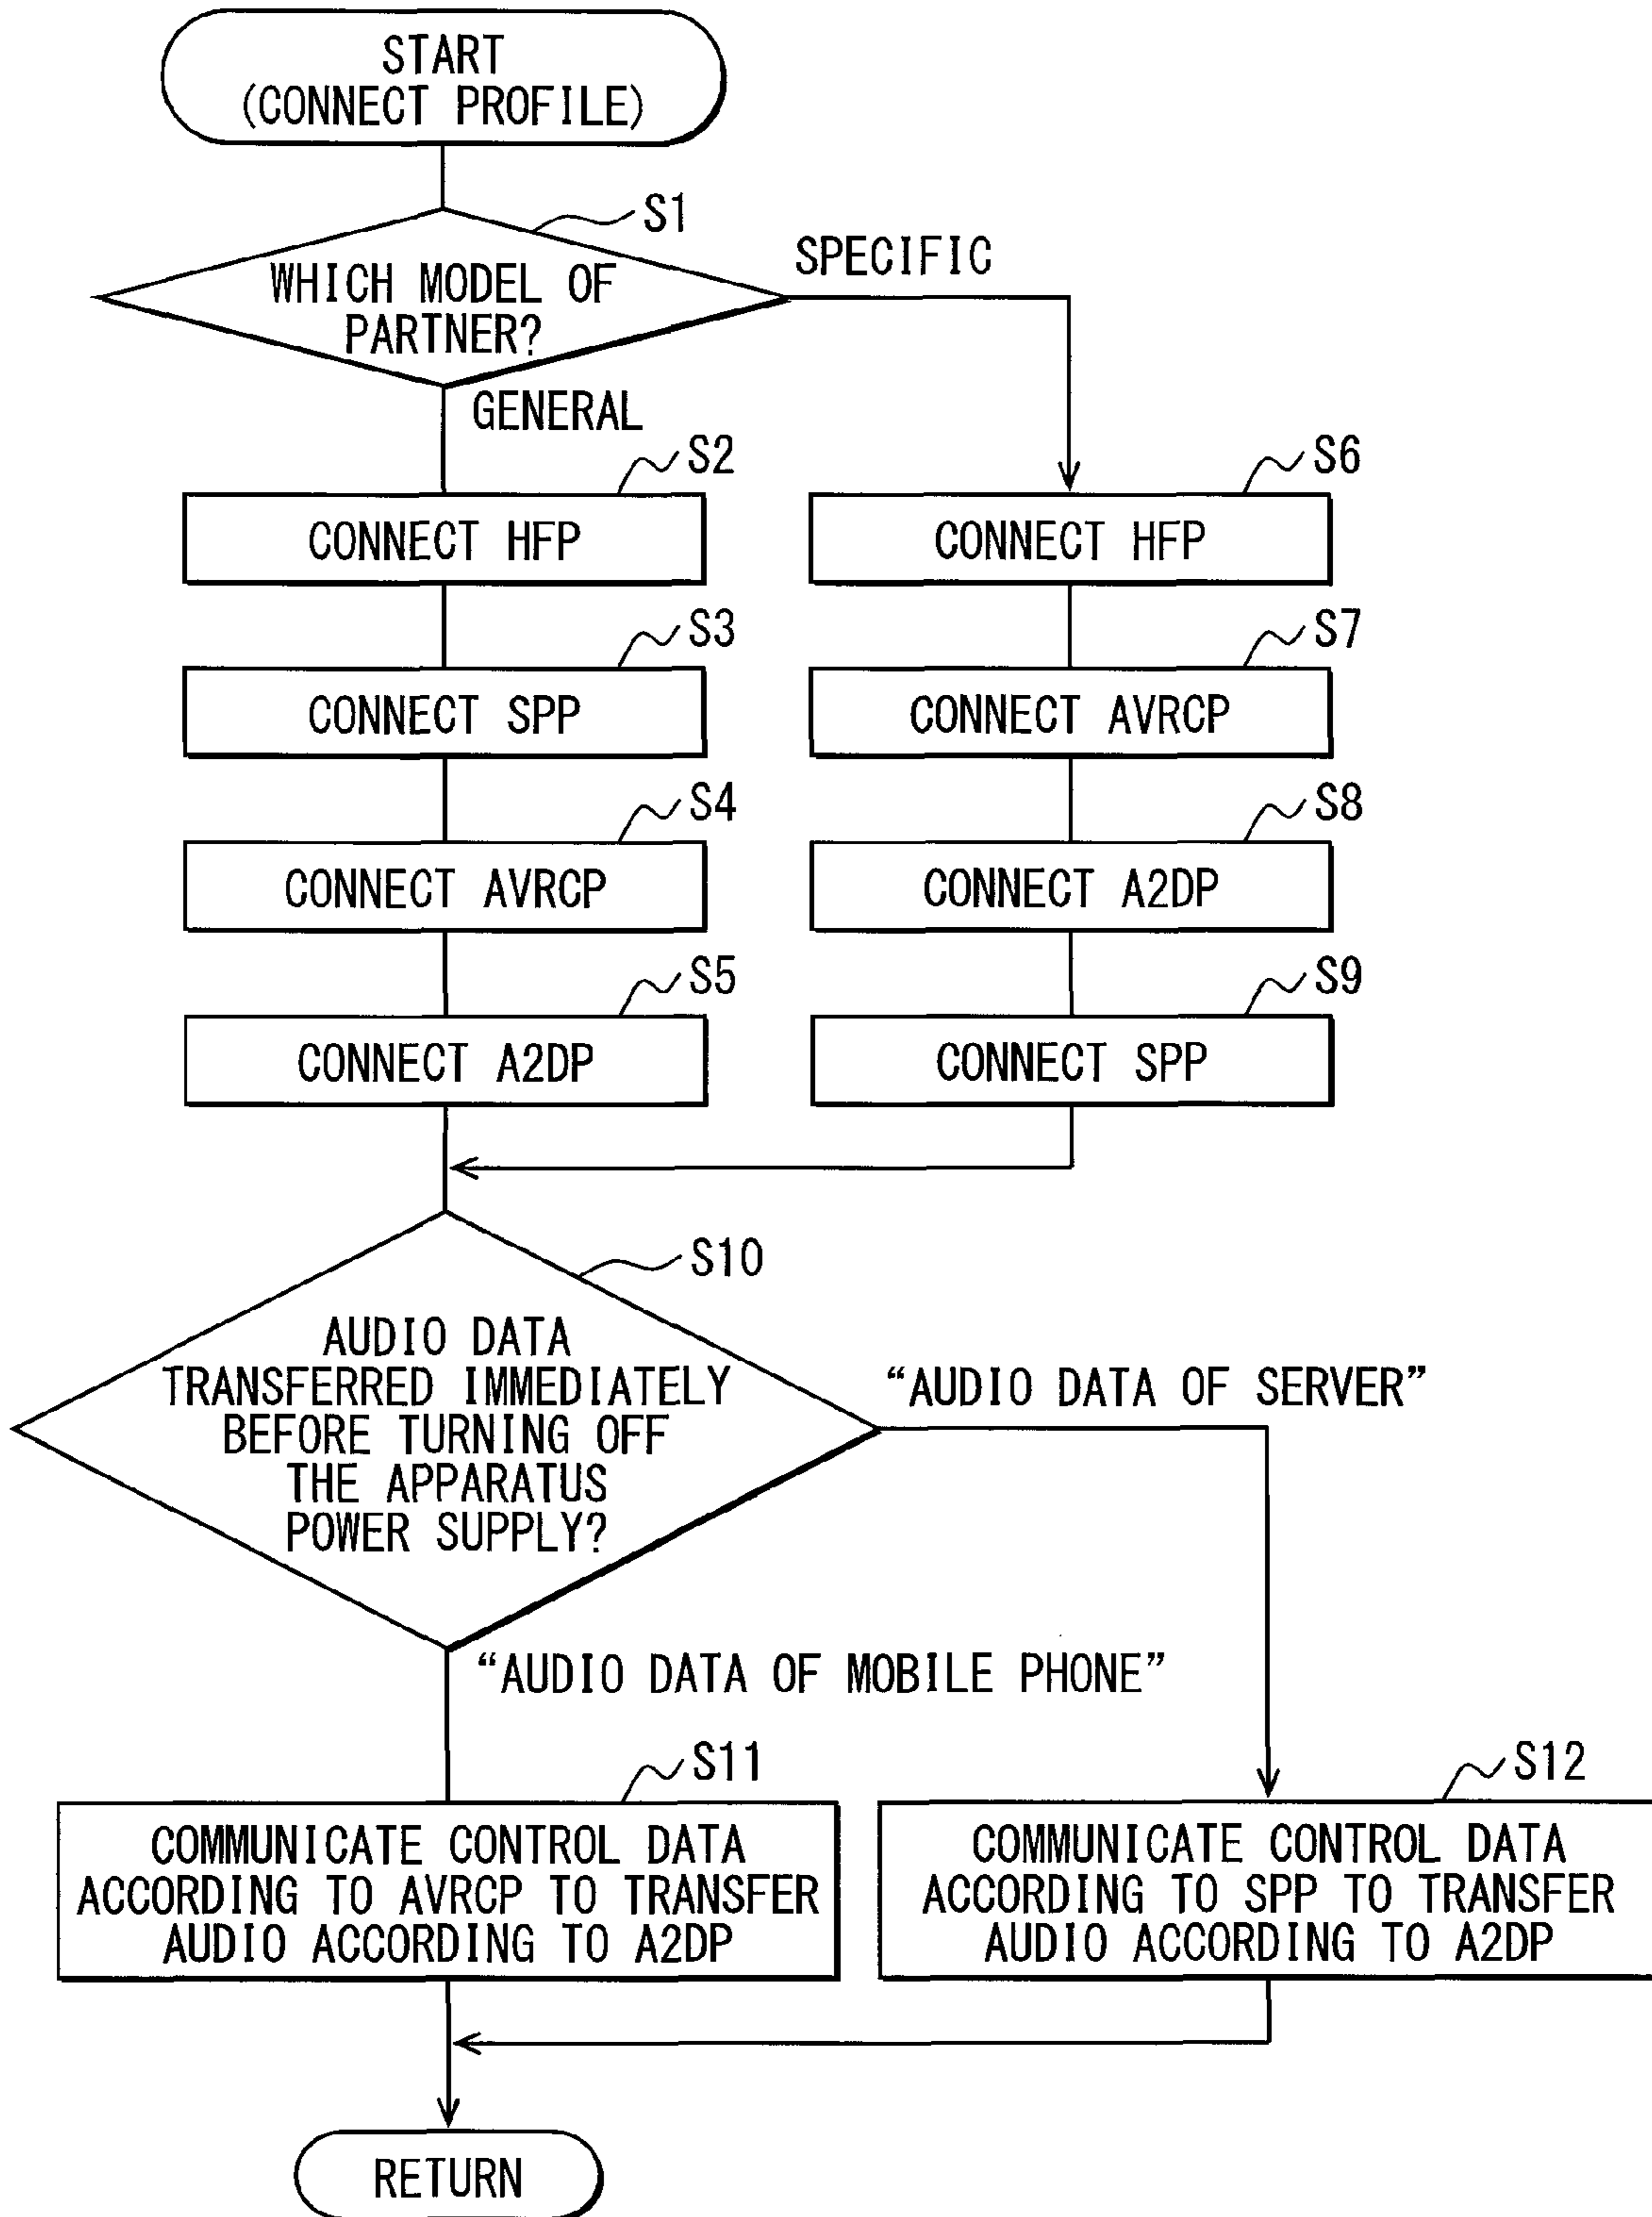 START
(CONNECT PROFILE)
S1
WHICH MODEL OF
PARTNER?
SPECIFIC
GENERAL
S2
CONNECT HFP
S6
CONNECT HFP
S3
CONNECT SPP
S7
CONNECT AVRCP
S4
CONNECT AVRCP
S8
CONNECT A2DP
S5
CONNECT A2DP
S9
CONNECT SPP
S10
AUDIO DATA
TRANSFERRED IMMEDIATELY
BEFORE TURNING OFF
THE APPARATUS
POWER SUPPLY?
“AUDIO DATA OF SERVER”
“AUDIO DATA OF MOBILE PHONE”
S11
COMMUNICATE CONTROL DATA
ACCORDING TO AVRCP TO TRANSFER
AUDIO ACCORDING TO A2DP
S12
COMMUNICATE CONTROL DATA
ACCORDING TO SPP TO TRANSFER
AUDIO ACCORDING TO A2DP
RETURN